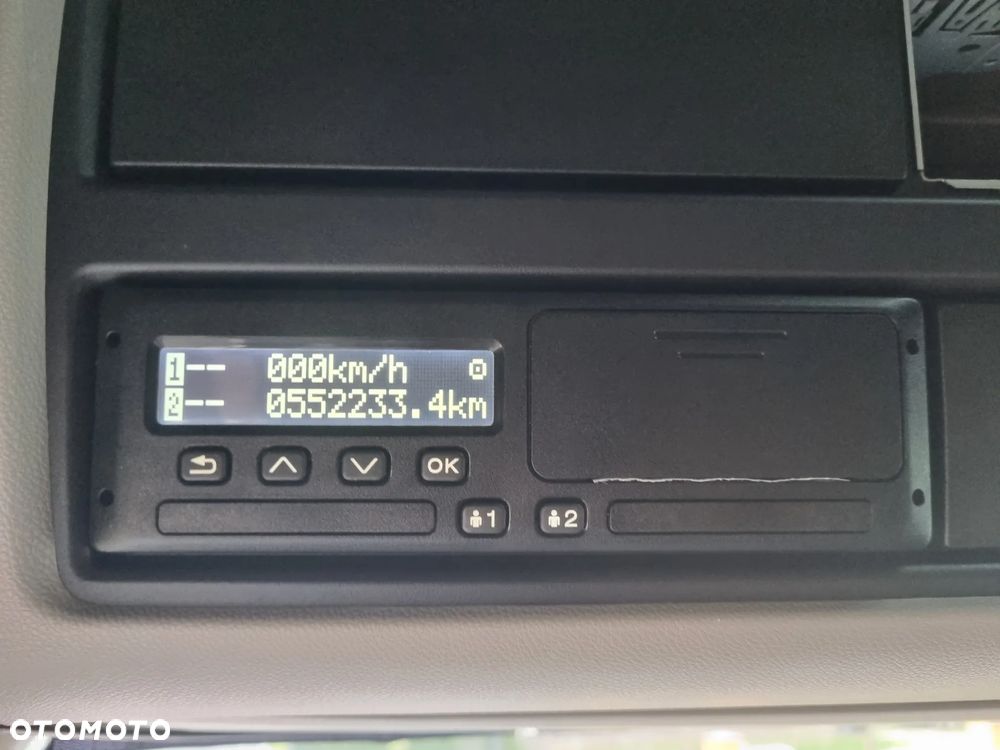 1-- 000km/h
2-- 0552233.4km
OK
1 2
OTOMOTO